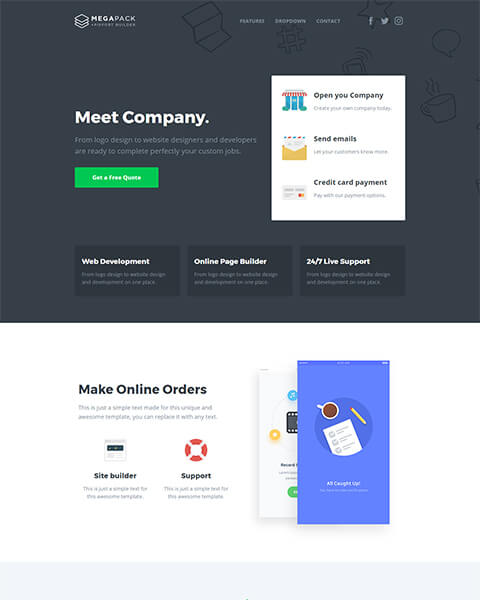 MEGAPACK
FEATURES DROPDOWN CONTACT
Open you Company
Create your own company today.
Meet Company.
From logo design to website designers and developers
are ready to complete perfectly your custom jobs.
Get a Free Quote
Send emails
Let your customers know more.
Credit card payment
Pay with our payment options.
Web Development
From logo design to website design
and development on one place.
Online Page Builder
From logo design to website design
and development on one place.
24/7 Live Support
From logo design to website design
and development on one place.
Make Online Orders
This is just a simple text made for this unique and
awesome template, you can replace it with any text.
Site builder
This is just a simple text for
this awesome template.
Support
This is just a simple text for
this awesome template.
Record
All Caught Up!